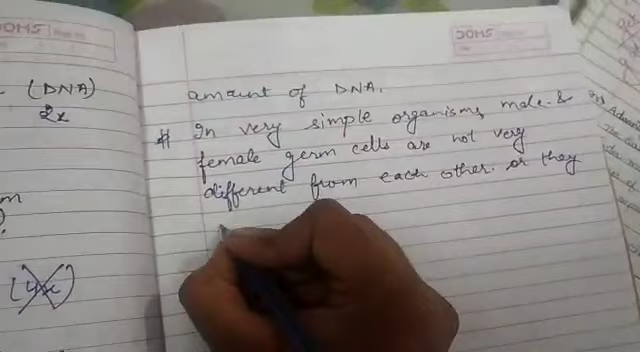 DOMS
(DNA)
2x
DOMS
amount of DNA.
# In very simple organisms, male &
female germ cells are not very
different from each other. or they